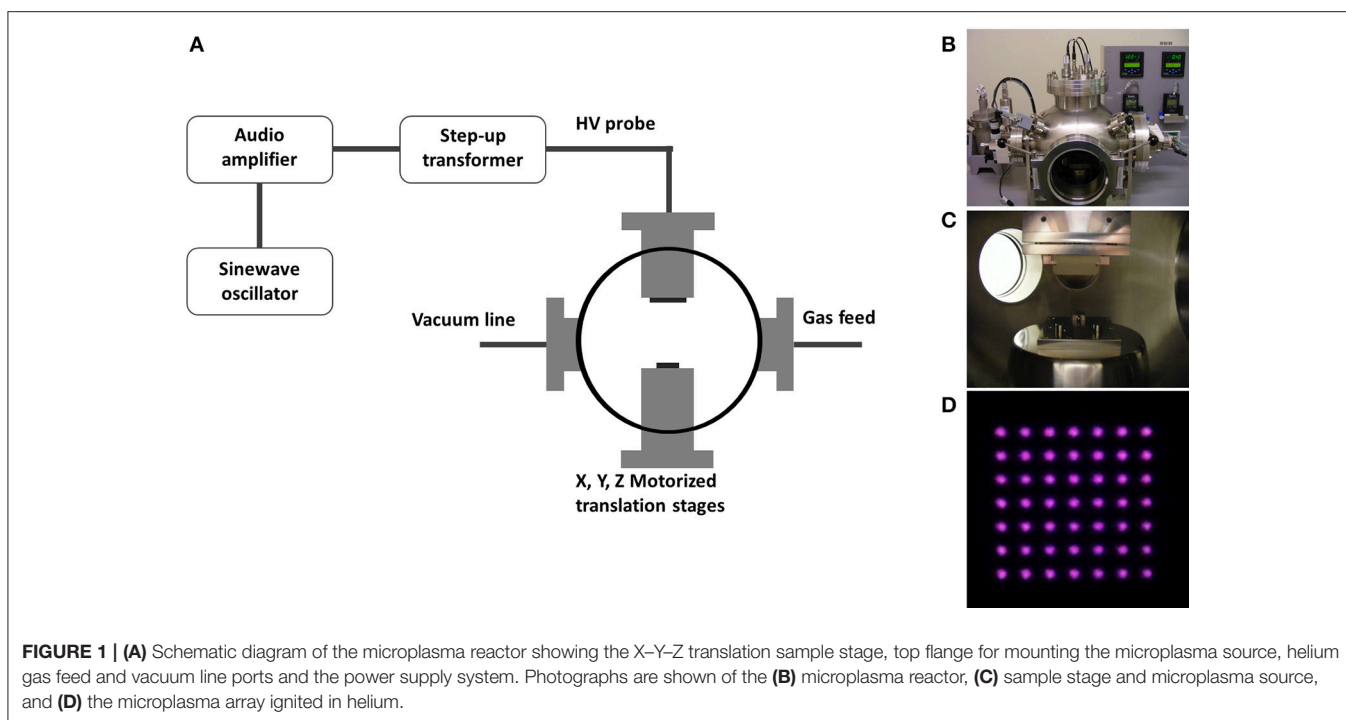 A
Audio
amplifier
Step-up
transformer
HV probe
Sinewave
oscillator
Vacuum line
Gas feed
X, Y, Z Motorized
translation stages
B
C
D
FIGURE 1 | (A) Schematic diagram of the microplasma reactor showing the X–Y–Z translation sample stage, top flange for mounting the microplasma source, helium
gas feed and vacuum line ports and the power supply system. Photographs are shown of the (B) microplasma reactor, (C) sample stage and microplasma source,
and (D) the microplasma array ignited in helium.